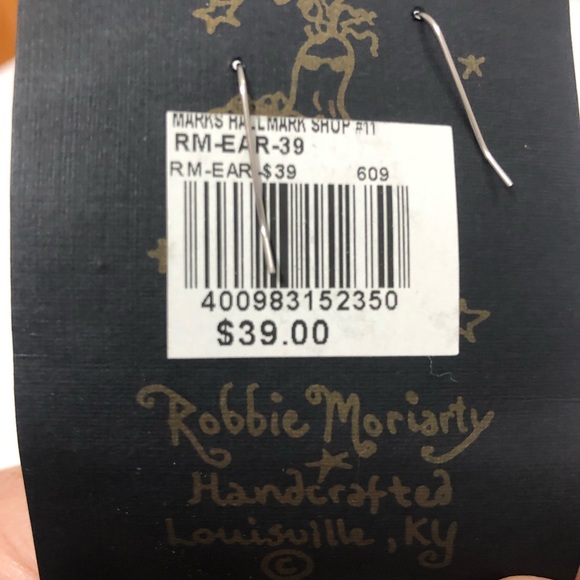 MARKS HALLMARK SHOP #11
RM-EAR-39
RM-EAR-$39 609
400983152350
$39.00
Robbie Moriarty
Handcrafted
Louisville, KY
©